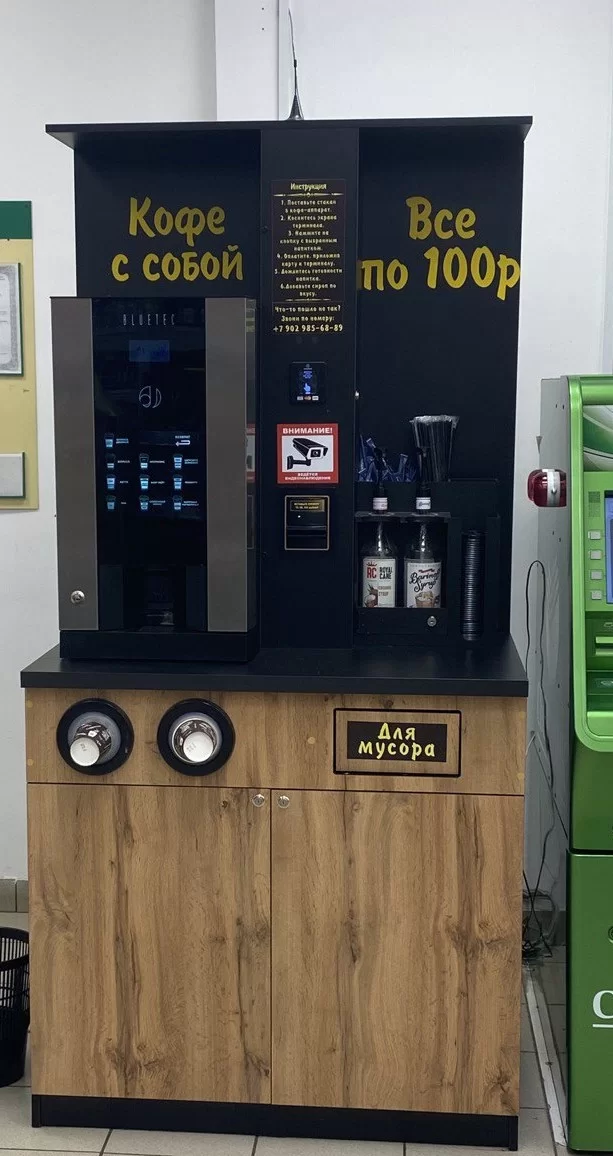 Кофе
с собой
Все
по 100р
Инструкция
1. Поставьте стакан
в кофе-аппарат.
2. Коснитесь экрана
терминала.
3. Нажмите на
кнопку с выбранным
напитком.
4. Оплатите, приложив
карту к терминалу.
5. Дождитесь готовности
напитка.
6. Добавьте сироп по
вкусу.
Что-то пошло не так?
Звони по номеру:
+7 902 985-68-89
BLUETEC
ВНИМАНИЕ!
ВЕДЁТСЯ
ВИДЕОНАБЛЮДЕНИЕ
RC ROYAL
CANE
Barinoff
Syrup
Для
мусора
С